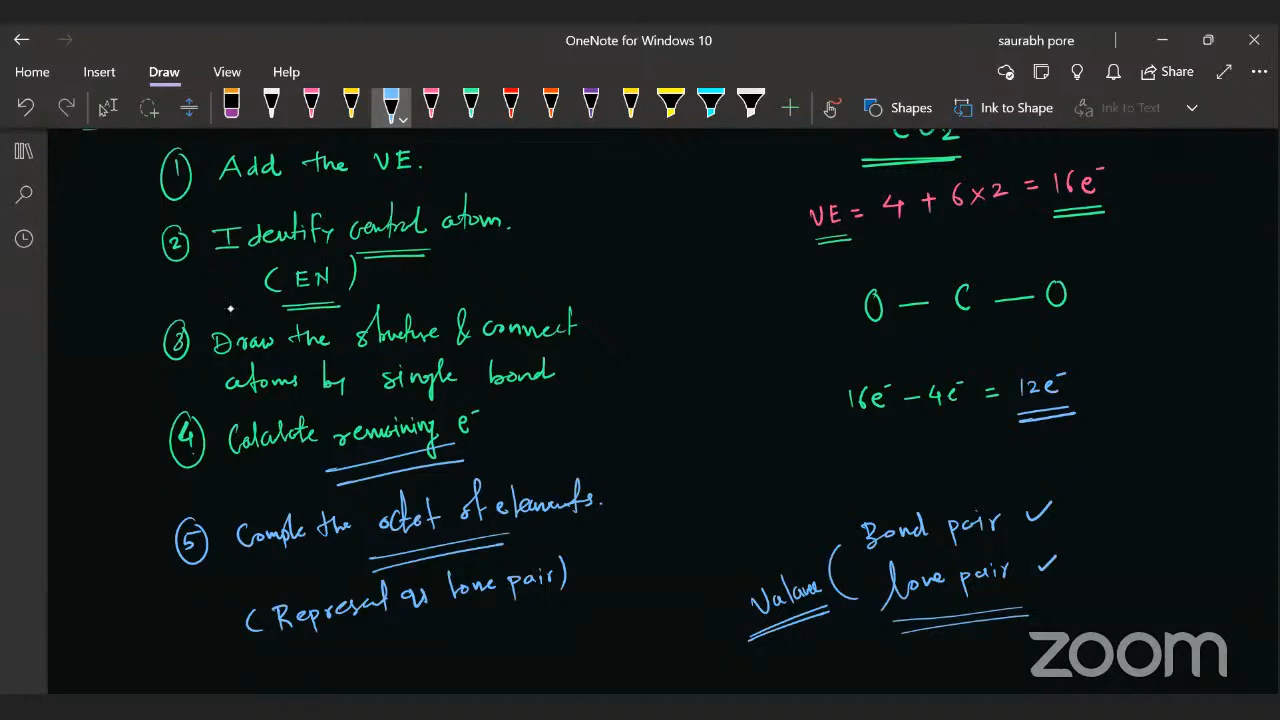 OneNote for Windows 10
saurabh pore
Home Insert Draw View Help
Share
Shapes
Ink to Shape
Ink to Text
① Add the VE.
② Identify central atom.
(EN)
③ Draw the structure & connect
atoms by single bond
④ Calculate remaining e⁻
⑤ Comple the octet of elements.
(Represent as lone pair)
CO₂
VE = 4 + 6×2 = 16e⁻
O — C — O
16e⁻ – 4e⁻ = 12e⁻
Bond pair ✓
lone pair ✓
zoom